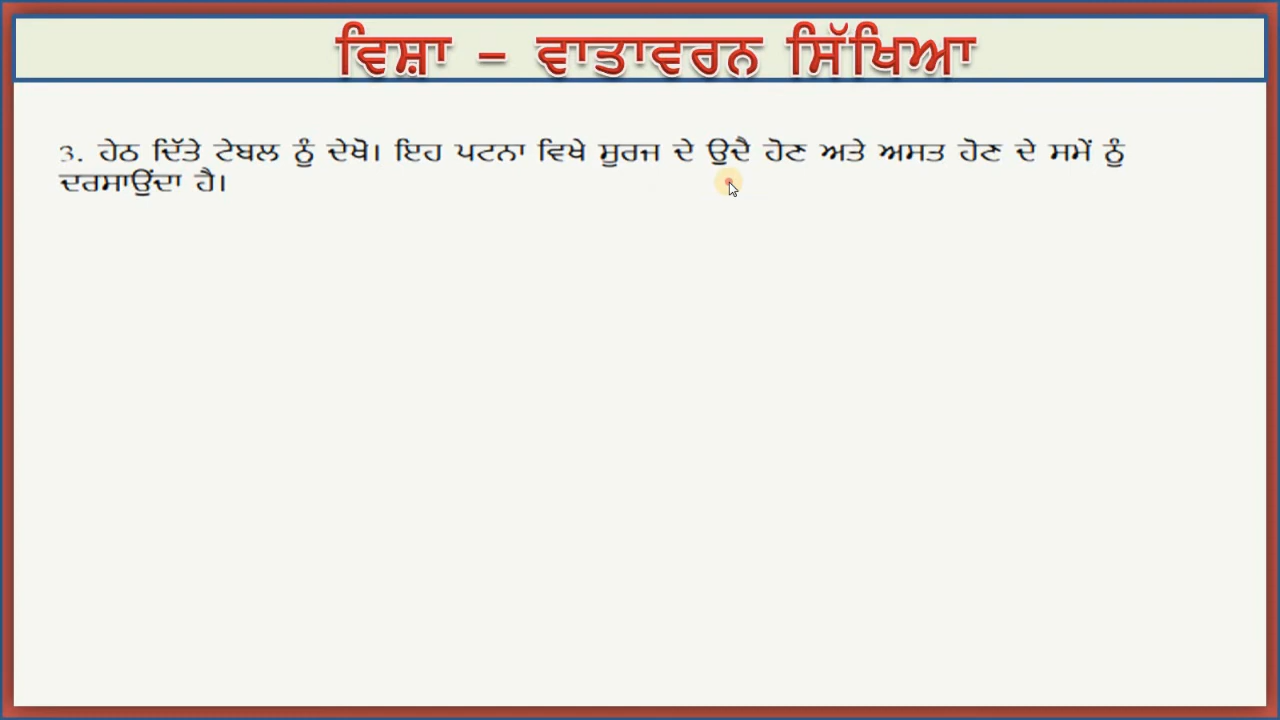 ਵਿਸ਼ਾ – ਵਾਤਾਵਰਨ ਸਿੱਖਿਆ
3. ਹੇਠ ਦਿੱਤੇ ਟੇਬਲ ਨੂੰ ਦੇਖੋ। ਇਹ ਪਟਨਾ ਵਿਖੇ ਸੂਰਜ ਦੇ ਉਦੈ ਹੋਣ ਅਤੇ ਅਸਤ ਹੋਣ ਦੇ ਸਮੇਂ ਨੂੰ
ਦਰਸਾਉਂਦਾ ਹੈ।